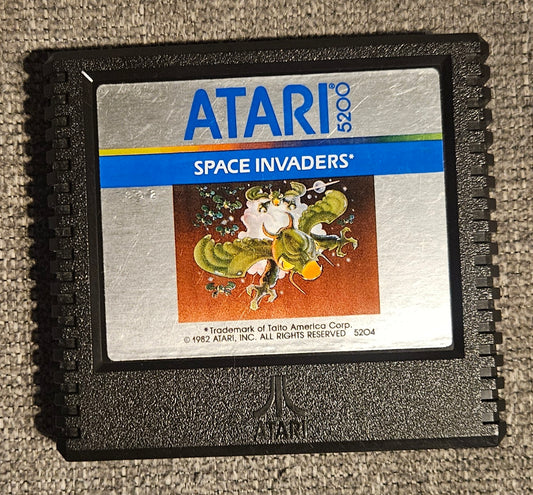 ATARI® 5200
SPACE INVADERS*
*Trademark of Taito America Corp.
© 1982 ATARI, INC. ALL RIGHTS RESERVED 5204
ATARI